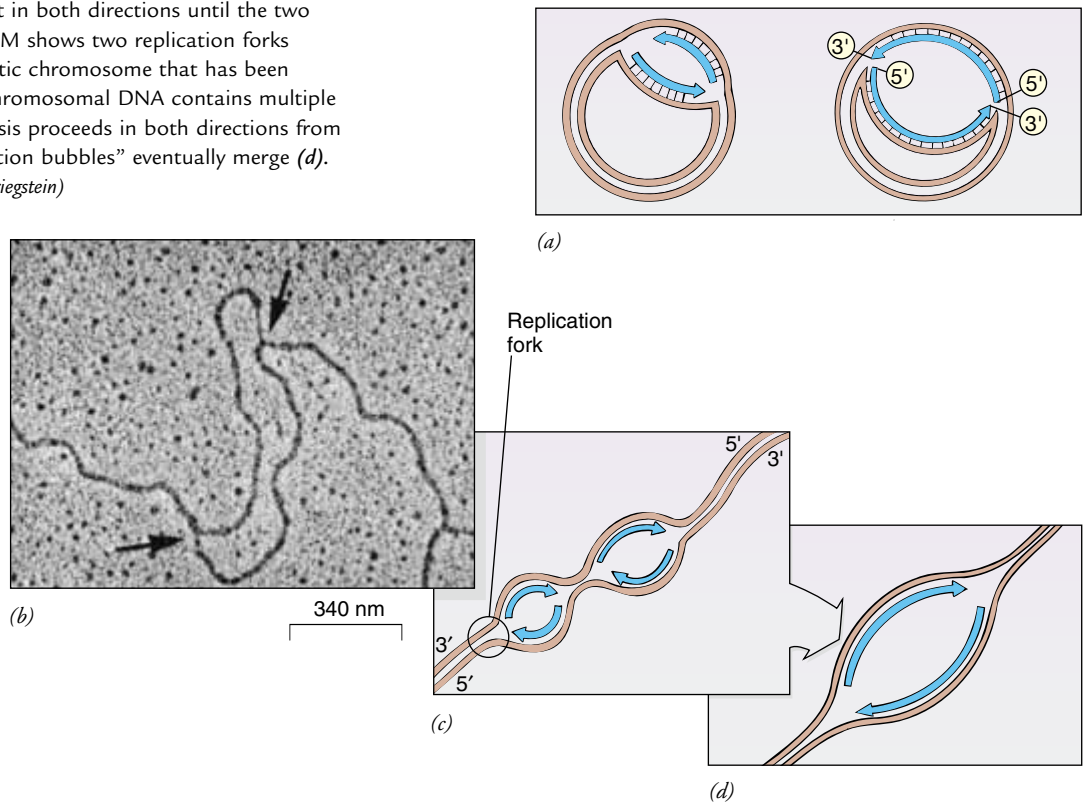 t in both directions until the two
M shows two replication forks
tic chromosome that has been
hromosomal DNA contains multiple
sis proceeds in both directions from
tion bubbles” eventually merge (d).
riegstein)
3'
5'
5'
3'
(a)
Replication
fork
(b)
340 nm
5'
3'
3′
5′
(c)
(d)